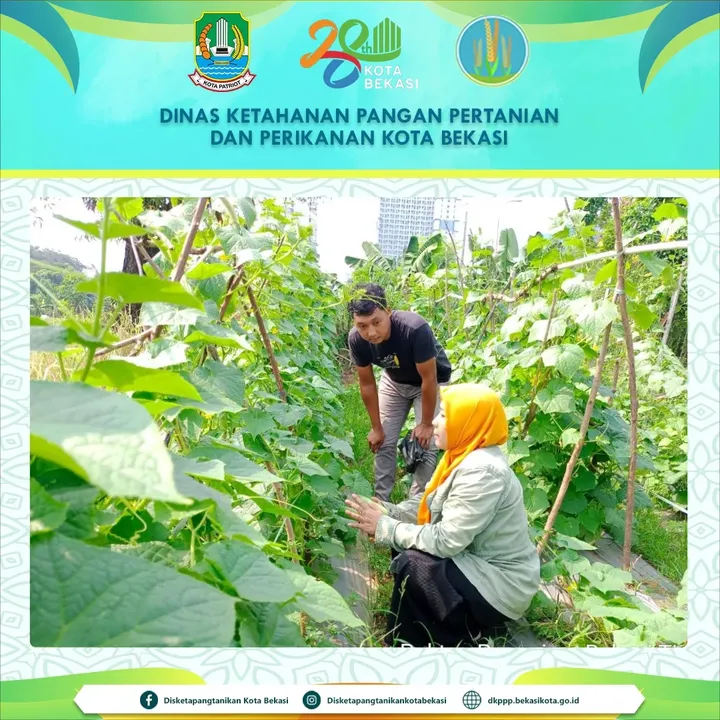 KOTA PATRIOT
28th
KOTA
BEKASI
DINAS KETAHANAN PANGAN PERTANIAN
DAN PERIKANAN KOTA BEKASI
Disketapangtanikan Kota Bekasi
Disketapangtanikankotabekasi
dkppp.bekasikota.go.id